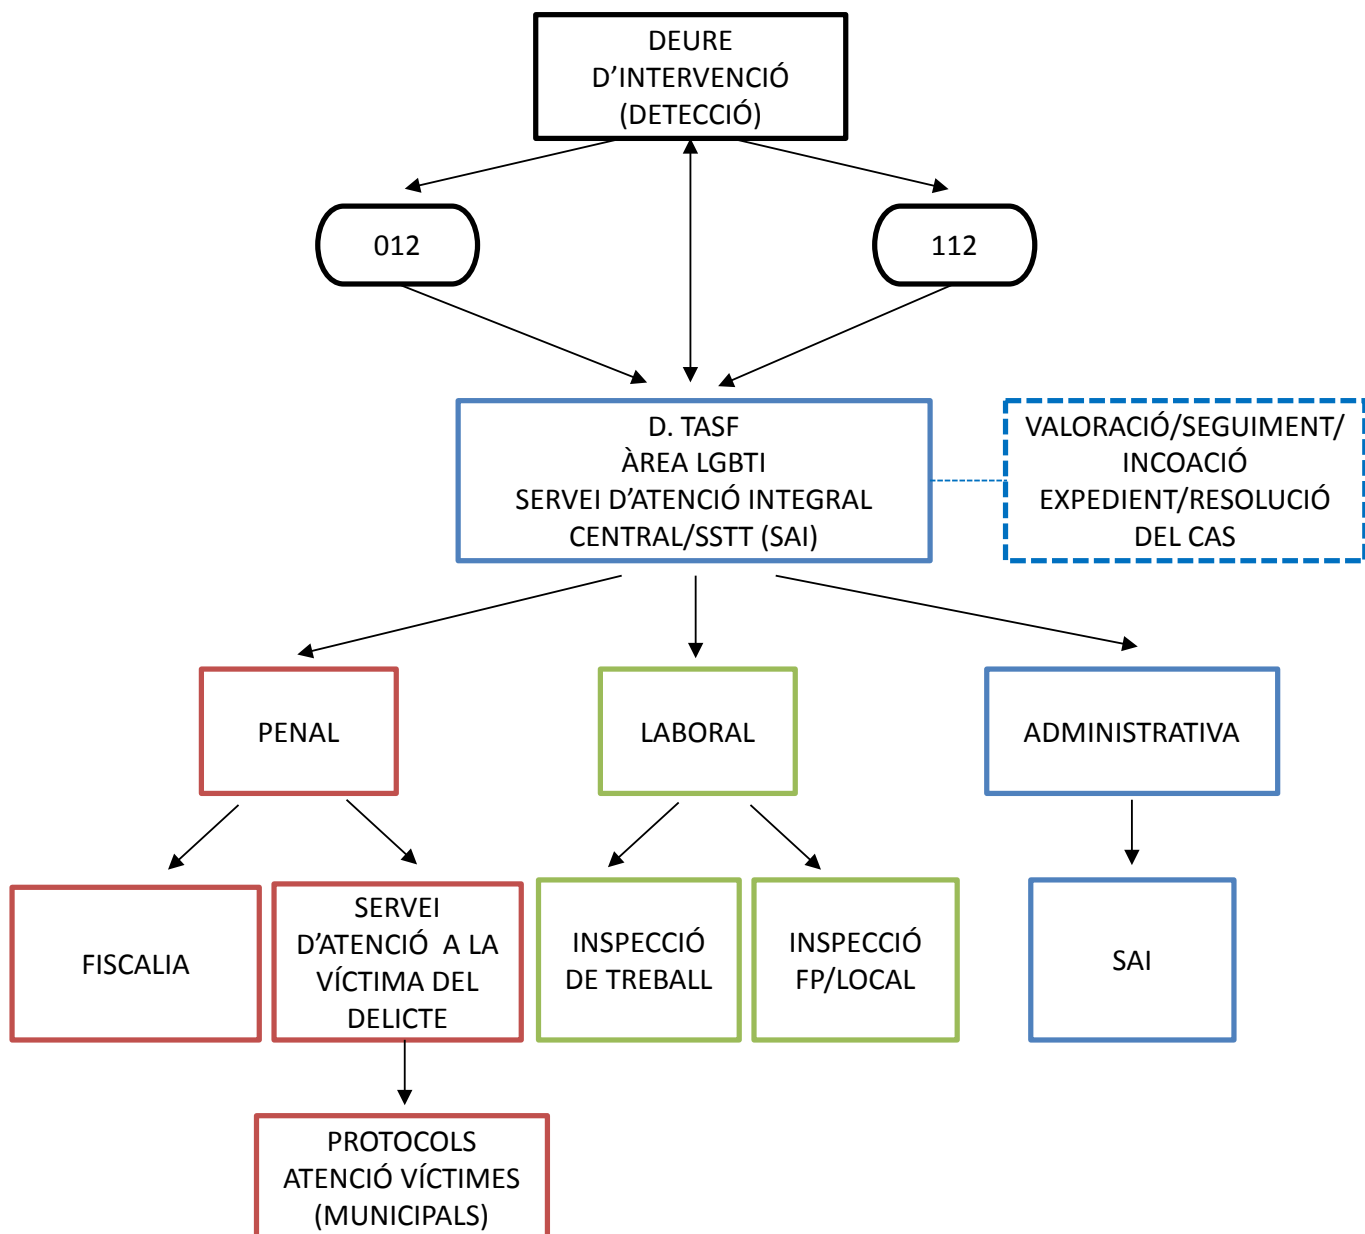 DEURE
D’INTERVENCIÓ
(DETECCIÓ)
012
112
D. TASF
ÀREA LGBTI
SERVEI D’ATENCIÓ INTEGRAL
CENTRAL/SSTT (SAI)
VALORACIÓ/SEGUIMENT/
INCOACIÓ
EXPEDIENT/RESOLUCIÓ
DEL CAS
PENAL
LABORAL
ADMINISTRATIVA
FISCALIA
SERVEI
D’ATENCIÓ A LA
VÍCTIMA DEL
DELICTE
INSPECCIÓ
DE TREBALL
INSPECCIÓ
FP/LOCAL
SAI
PROTOCOLS
ATENCIÓ VÍCTIMES
(MUNICIPALS)